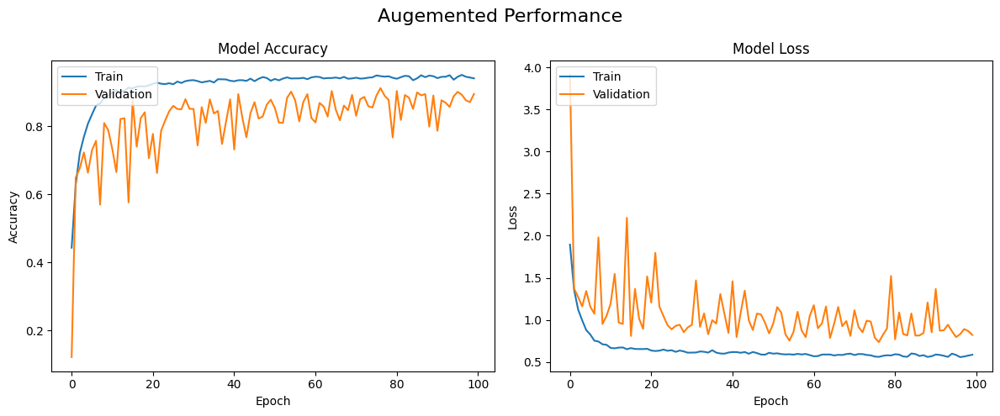 Augemented Performance
Model Accuracy
Train
Validation
0.8
0.6
0.4
0.2
Accuracy
0 20 40 60 80 100
Epoch
Model Loss
Train
Validation
4.0
3.5
3.0
2.5
2.0
1.5
1.0
0.5
Loss
0 20 40 60 80 100
Epoch